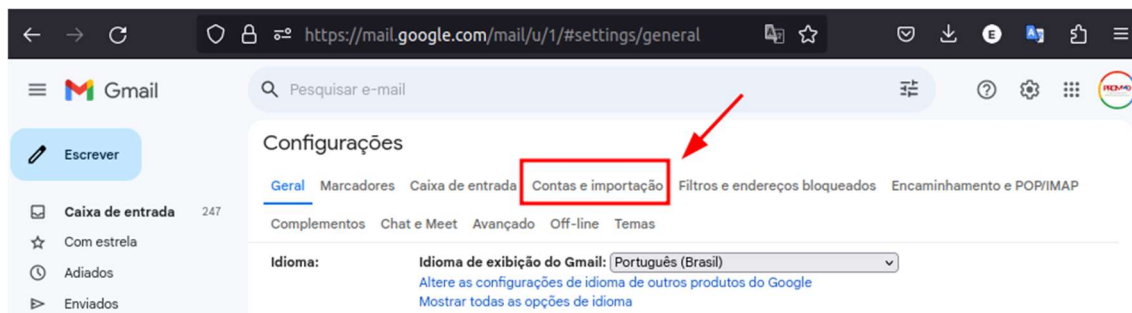 https://mail.google.com/mail/u/1/#settings/general
E
Gmail
Pesquisar e-mail
Escrever
Configurações
Geral Marcadores Caixa de entrada Contas e importação Filtros e endereços bloqueados Encaminhamento e POP/IMAP
Complementos Chat e Meet Avançado Off-line Temas
Caixa de entrada 247
Com estrela
Adiados
Enviados
Idioma: Idioma de exibição do Gmail: Português (Brasil)
Altere as configurações de idioma de outros produtos do Google
Mostrar todas as opções de idioma